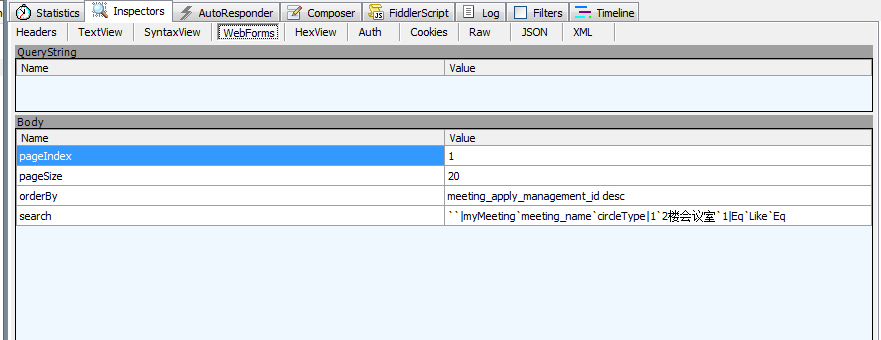 Statistics Inspectors AutoResponder Composer FiddlerScript Log Filters Timeline
Headers TextView SyntaxView WebForms HexView Auth Cookies Raw JSON XML
QueryString
Name Value
Body
Name Value
pageIndex 1
pageSize 20
orderBy meeting_apply_management_id desc
search ``|myMeeting`meeting_name`circleType|1`2楼会议室`1|Eq`Like`Eq